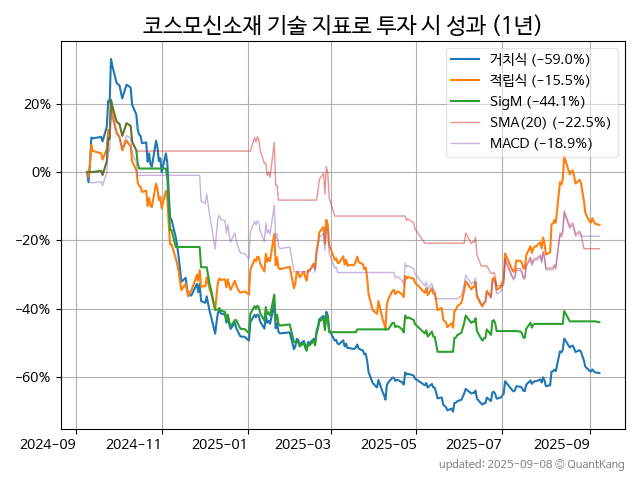 코스모신소재 기술 지표로 투자 시 성과 (1년)
거치식 (−59.0%)
적립식 (−15.5%)
SigM (−44.1%)
SMA(20) (−22.5%)
MACD (−18.9%)
20%
0%
−20%
−40%
−60%
2024−09 2024−11 2025−01 2025−03 2025−05 2025−07 2025−09
updated: 2025-09-08 © QuantKang